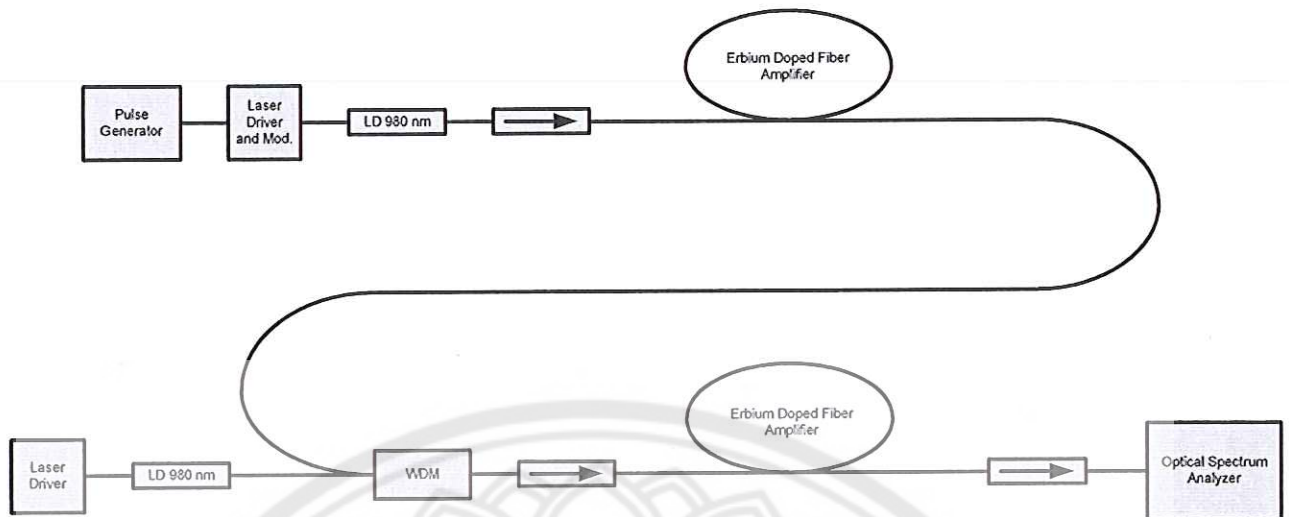 Erbium Doped Fiber
Amplifier
Pulse
Generator
Laser
Driver
and Mod.
LD 980 nm
Erbium Doped Fiber
Amplifier
Laser
Driver
LD 980 nm
WDM
Optical Spectrum
Analyzer